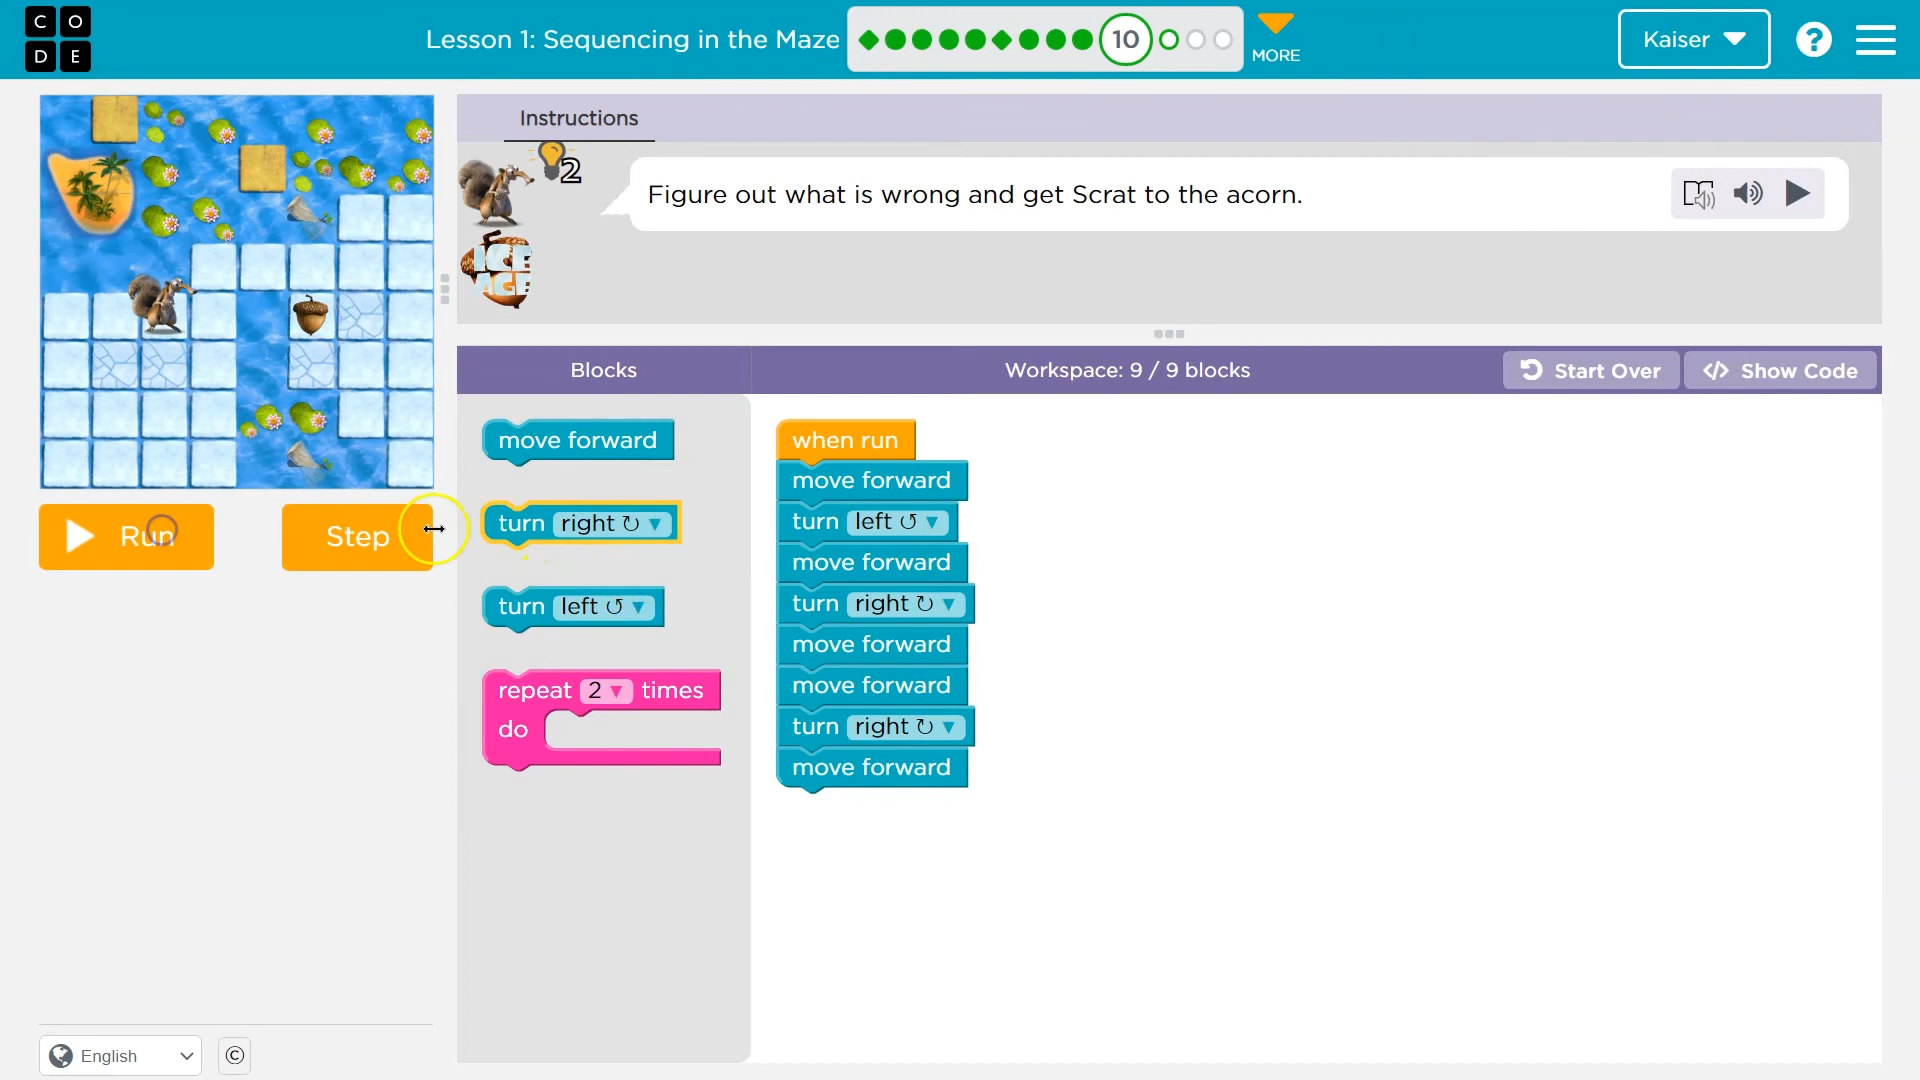 C O
D E
Lesson 1: Sequencing in the Maze
10
MORE
Kaiser
?
Instructions
2
Figure out what is wrong and get Scrat to the acorn.
ICE
AGE
Blocks
Workspace: 9 / 9 blocks
Start Over
</> Show Code
move forward
turn right ↻ ▼
turn left ↺ ▼
repeat 2 ▼ times
do
when run
move forward
turn left ↺ ▼
move forward
turn right ↻ ▼
move forward
move forward
turn right ↻ ▼
move forward
Run
Step
English
©